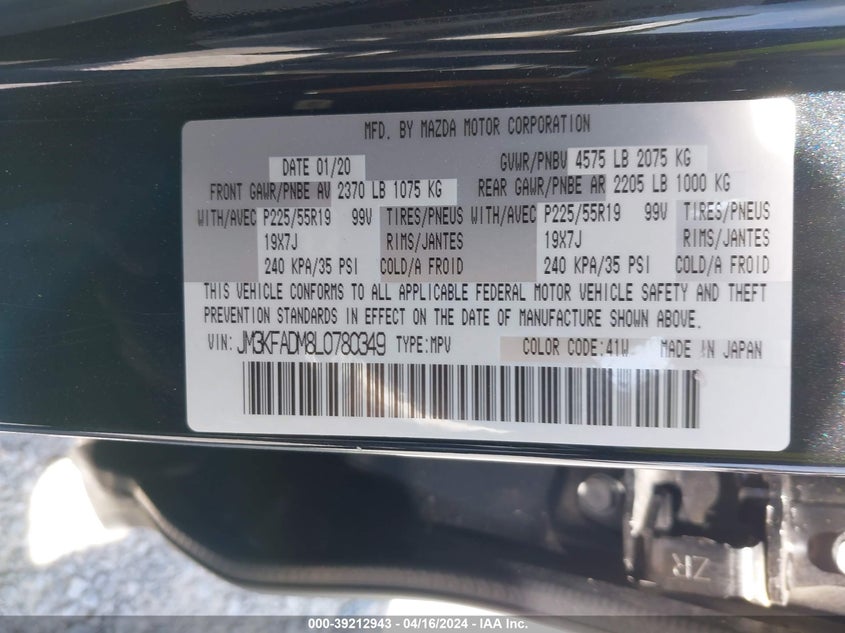 MFD. BY MAZDA MOTOR CORPORATION
DATE 01/20 GVWR/PNBV 4575 LB 2075 KG
FRONT GAWR/PNBE AV 2370 LB 1075 KG REAR GAWR/PNBE AR 2205 LB 1000 KG
WITH/AVEC P225/55R19 99V TIRES/PNEUS WITH/AVEC P225/55R19 99V TIRES/PNEUS
19X7J RIMS/JANTES 19X7J RIMS/JANTES
240 KPA/35 PSI COLD/A FROID 240 KPA/35 PSI COLD/A FROID
THIS VEHICLE CONFORMS TO ALL APPLICABLE FEDERAL MOTOR VEHICLE SAFETY AND THEFT
PREVENTION STANDARDS IN EFFECT ON THE DATE OF MANUFACTURE SHOWN ABOVE.
VIN: JM3KFADM8L0780349 TYPE:MPV COLOR CODE:41W MADE IN JAPAN
ZR
000-39212943 - 04/16/2024 - IAA Inc.